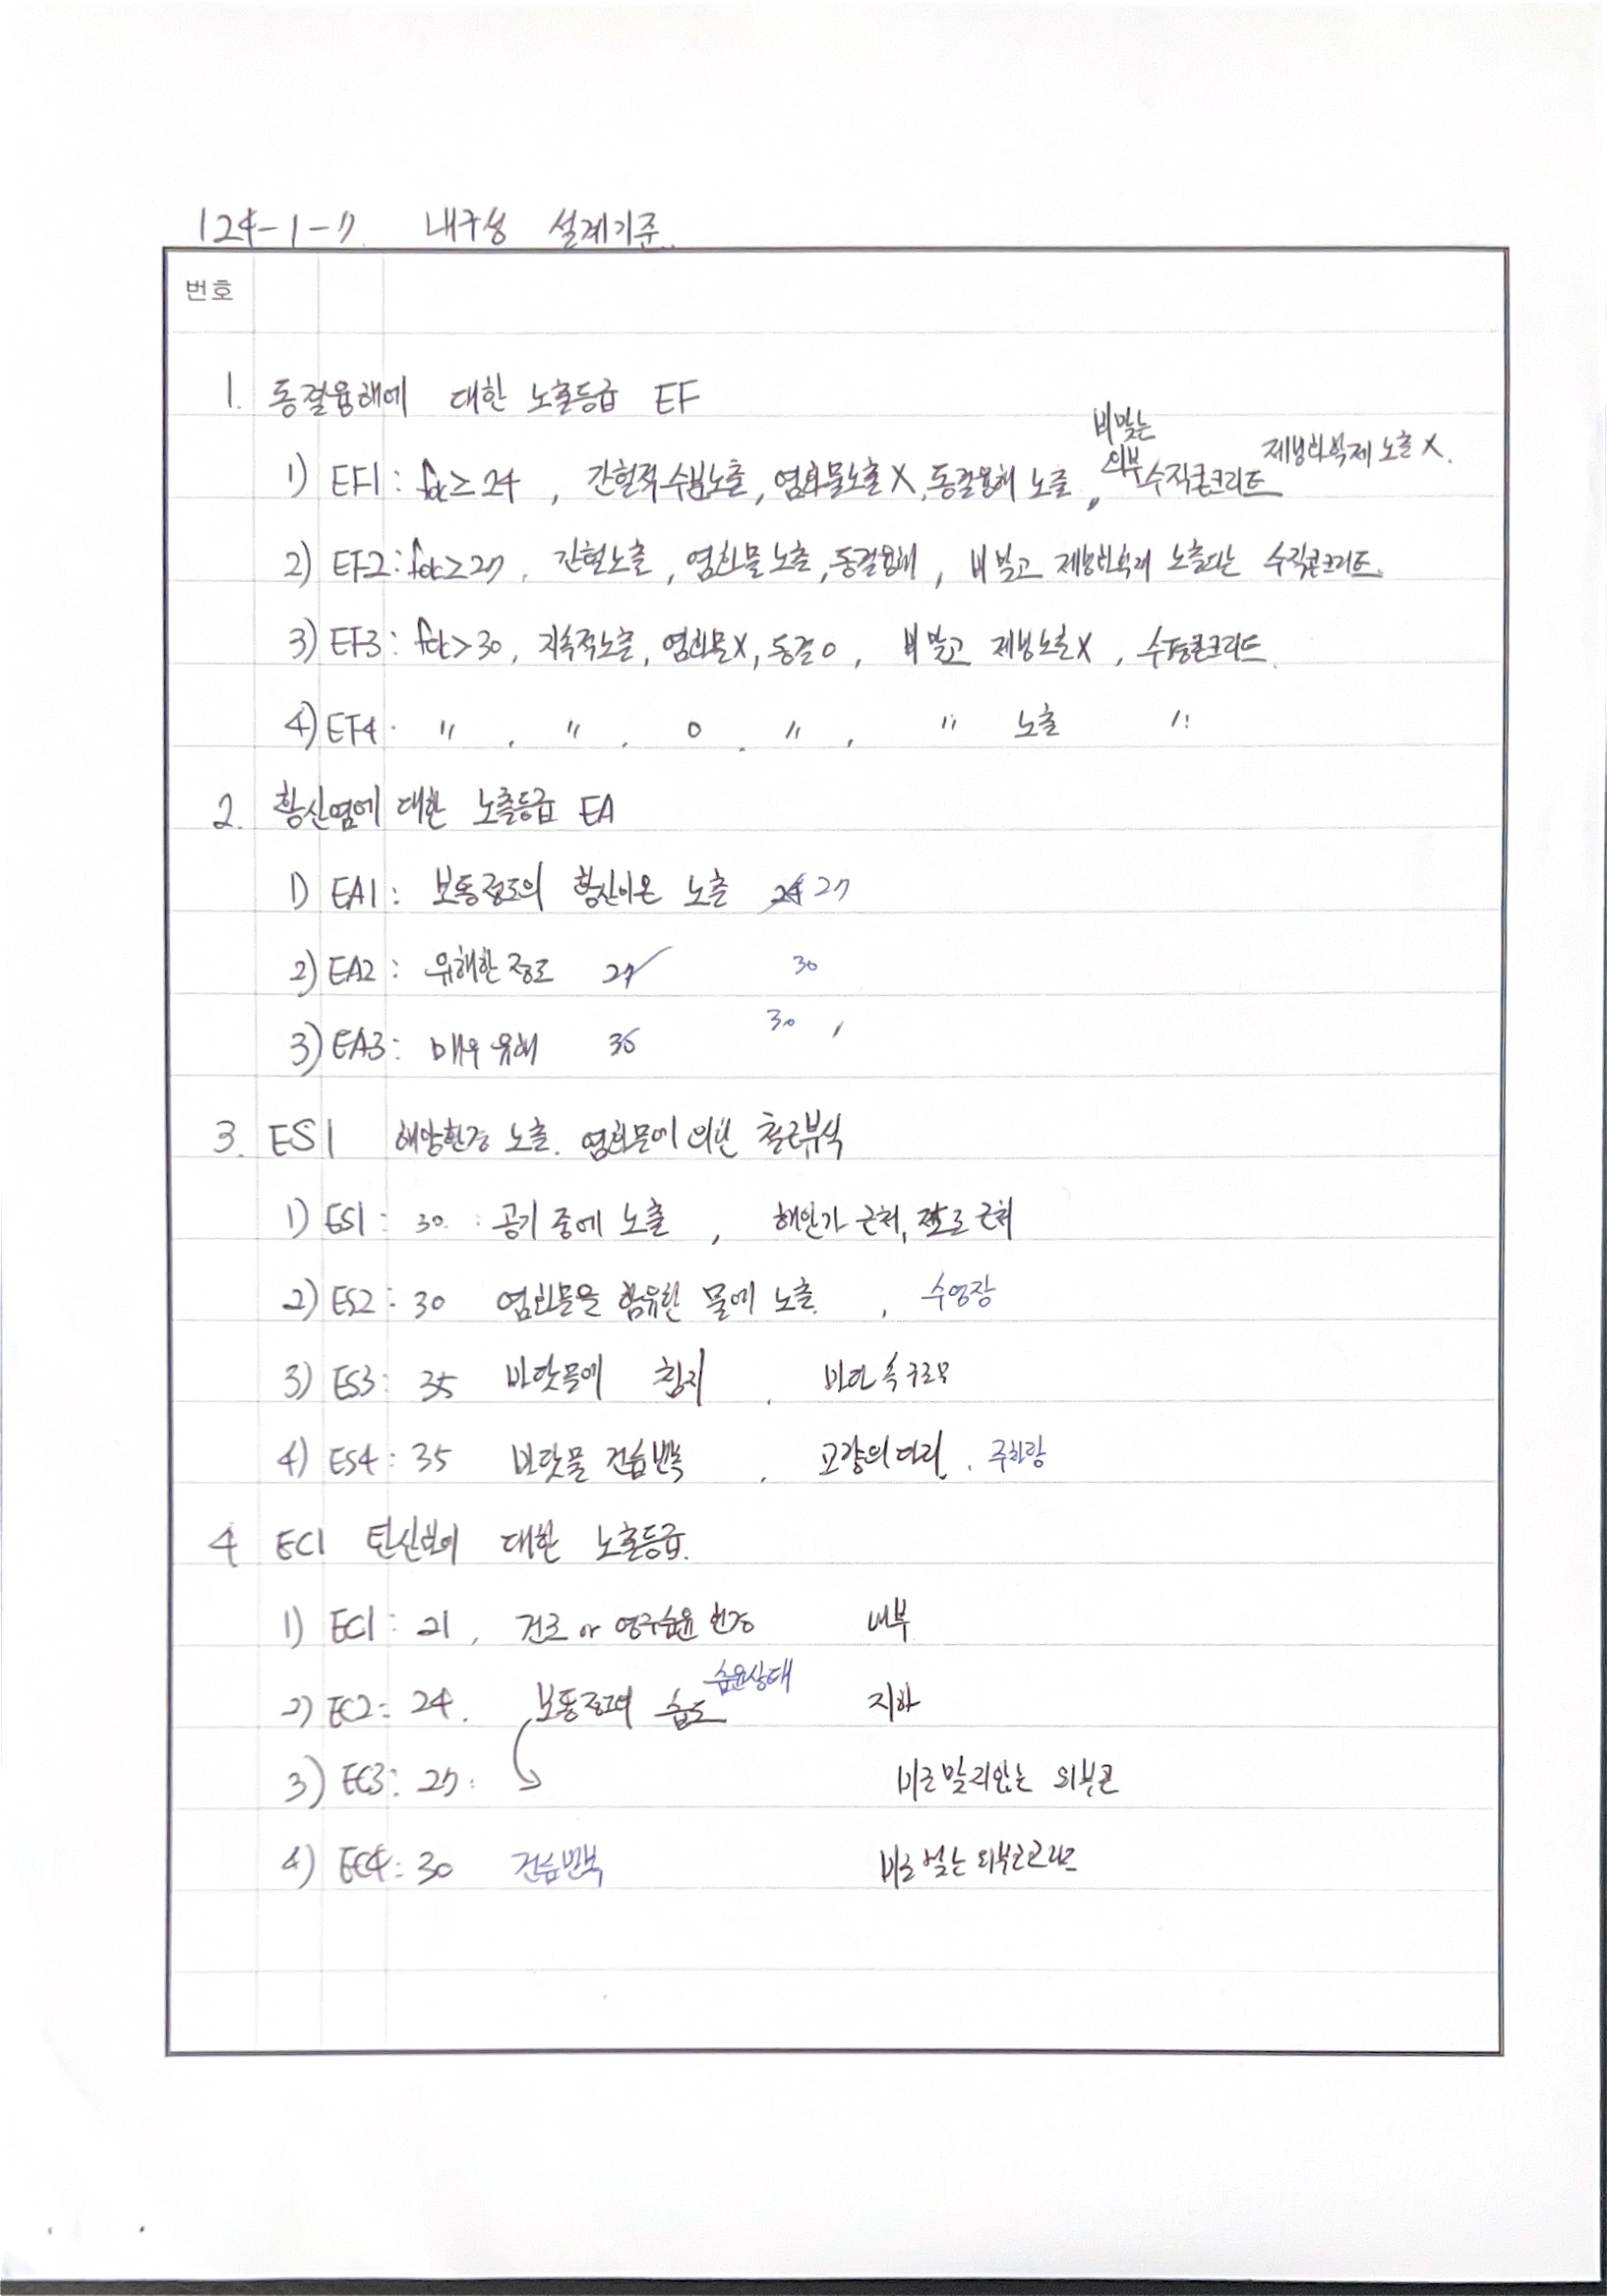 124-1-7. 내구성 설계기준.
번호
1. 동결융해에 대한 노출등급 EF
비맞는
제빙화학제 노출 X.
1) EF1 : fck ≥ 24 , 간헐적 수분노출, 염화물노출 X, 동결융해 노출 , 외부 수직콘크리트
2) EF2 : fck ≥ 27 , 간헐노출 , 염화물 노출, 동결융해 , 비 맞고 제빙화학제 노출되는 수직콘크리트.
3) EF3 : fck > 30 , 지속적노출, 염화물X, 동결O , 비 맞고 제빙노출X , 수평콘크리트.
4) EF4 . " , " , O , " , " 노출 "
2. 황산염에 대한 노출등급 EA
1) EA1 : 보통정도의 황산이온 노출 24 27
2) EA2 : 유해한 정도 27 30
3) EA3 : 매우 유해 35 30
3. ES1 해양환경 노출. 염화물에 의한 철근부식
1) ES1 : 30 : 공기 중에 노출 , 해안가 근처, 도로 근처
2) ES2 : 30 염화물을 함유한 물에 노출. , 수영장
3) ES3 : 35 바닷물에 침지 . 바다 속 구조물
4) ES4 : 35 바닷물 건습반복 , 교량의 다리 .
4 EC1 탄산화에 대한 노출등급.
1) EC1 : 21 , 건조 or 영구습윤 환경 내부
습윤상태
2) EC2 : 24 . 보통정도의 습도 지하
3) EC3 : 27 : 비로 맞지않는 외부콘
4) EC4 : 30 건습반복 비로 맞는 외부콘크리트